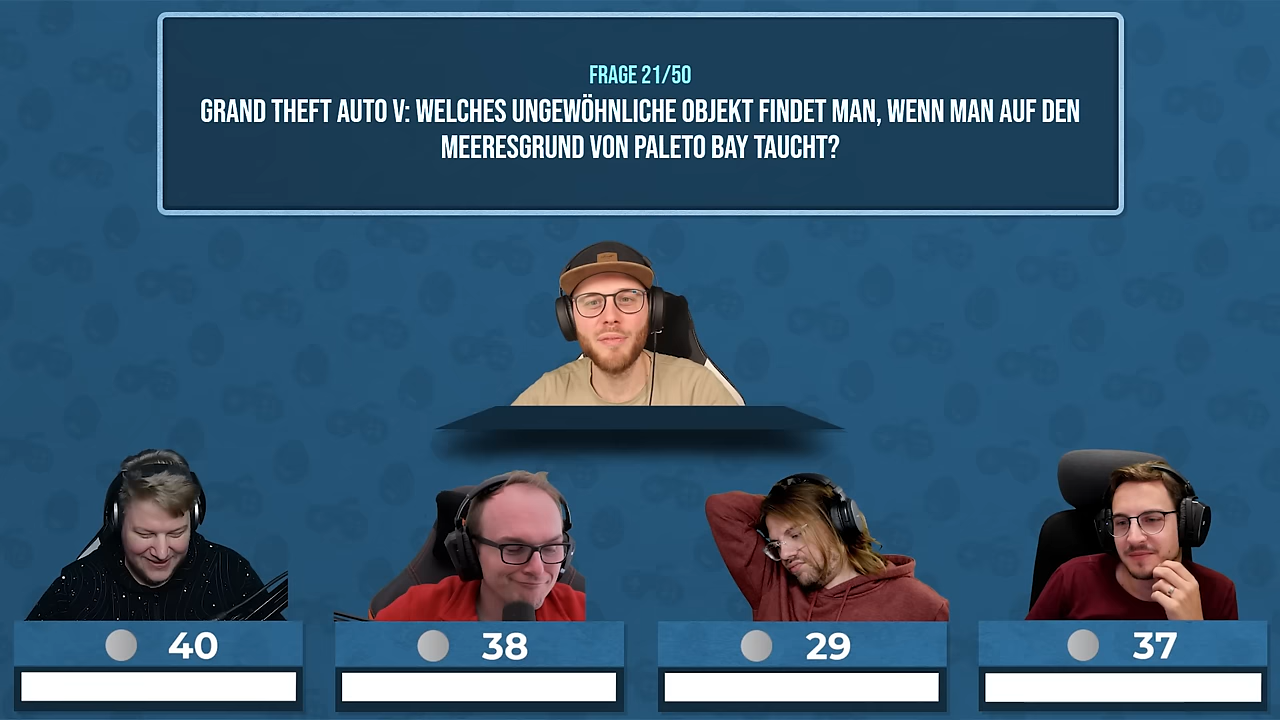 FRAGE 21/50
GRAND THEFT AUTO V: WELCHES UNGEWÖHNLICHE OBJEKT FINDET MAN, WENN MAN AUF DEN
MEERESGRUND VON PALETO BAY TAUCHT?
40
38
29
37